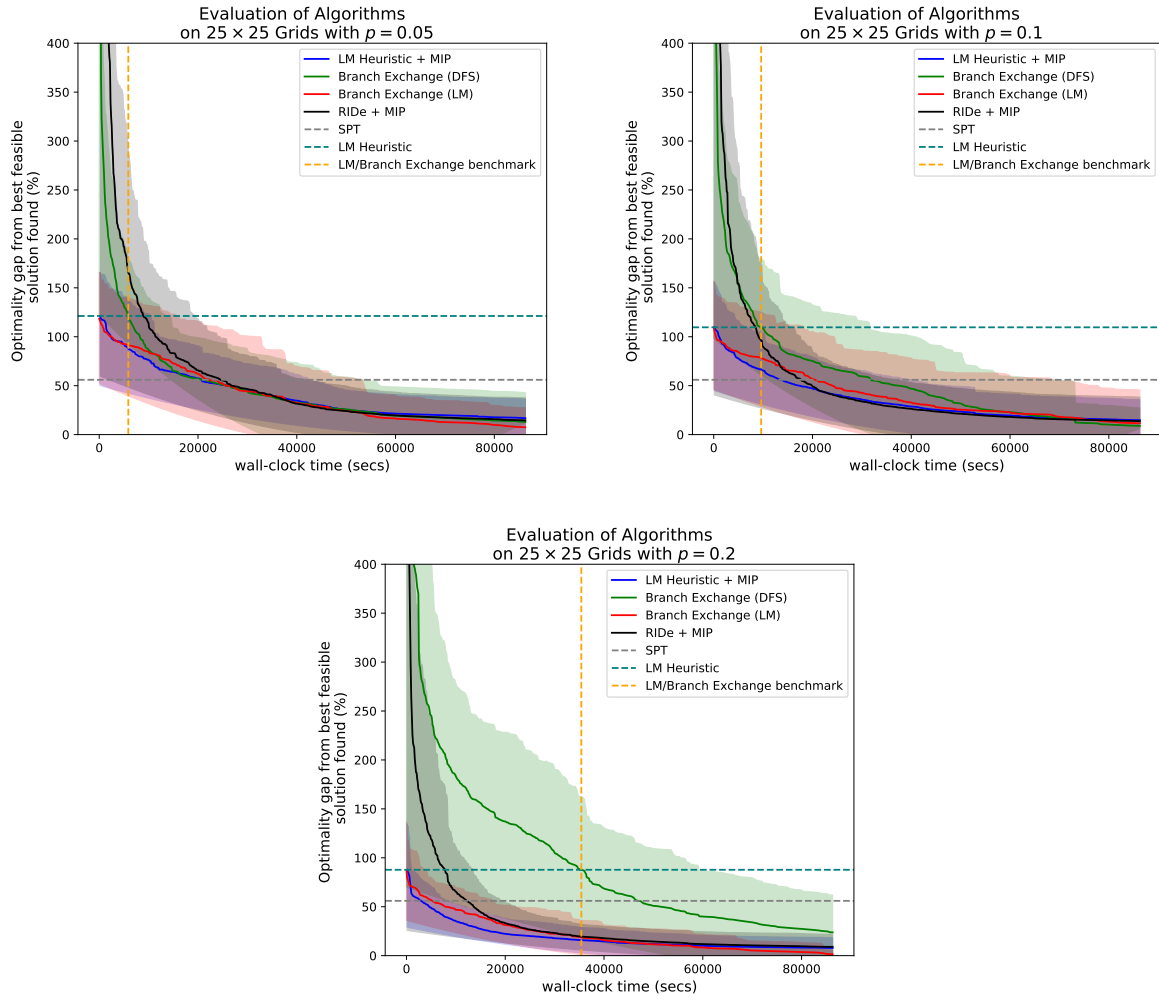 Evaluation of Algorithms
on 25 × 25 Grids with p = 0.05
Optimality gap from best feasible
solution found (%)
400
350
300
250
200
150
100
50
0
LM Heuristic + MIP
Branch Exchange (DFS)
Branch Exchange (LM)
RIDe + MIP
SPT
LM Heuristic
LM/Branch Exchange benchmark
0 20000 40000 60000 80000
wall-clock time (secs)
Evaluation of Algorithms
on 25 × 25 Grids with p = 0.1
Optimality gap from best feasible
solution found (%)
400
350
300
250
200
150
100
50
0
LM Heuristic + MIP
Branch Exchange (DFS)
Branch Exchange (LM)
RIDe + MIP
SPT
LM Heuristic
LM/Branch Exchange benchmark
0 20000 40000 60000 80000
wall-clock time (secs)
Evaluation of Algorithms
on 25 × 25 Grids with p = 0.2
Optimality gap from best feasible
solution found (%)
400
350
300
250
200
150
100
50
0
LM Heuristic + MIP
Branch Exchange (DFS)
Branch Exchange (LM)
RIDe + MIP
SPT
LM Heuristic
LM/Branch Exchange benchmark
0 20000 40000 60000 80000
wall-clock time (secs)